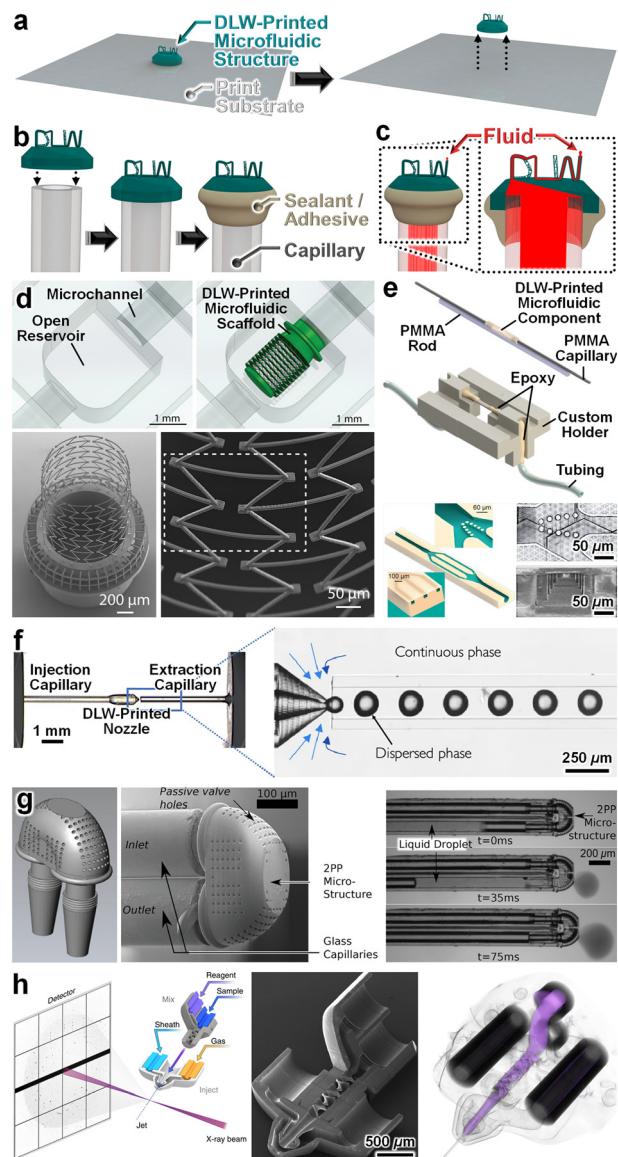 a
DLW-Printed
Microfluidic
Structure
Print
Substrate
b
Sealant /
Adhesive
Capillary
c
Fluid
d
Microchannel
Open
Reservoir
1 mm
DLW-Printed
Microfluidic
Scaffold
1 mm
200 µm
50 µm
e
DLW-Printed
Microfluidic
Component
PMMA
Rod
PMMA
Capillary
Epoxy
Custom
Holder
Tubing
60 µm
100 µm
50 µm
50 µm
f
Injection
Capillary
Extraction
Capillary
DLW-Printed
Nozzle
1 mm
Continuous phase
Dispersed phase
250 µm
g
Passive valve
holes
100 µm
Inlet
Outlet
2PP
Micro-
Structure
Glass
Capillaries
2PP
Micro-
Structure
Liquid Droplet
t=0ms
200 µm
t=35ms
t=75ms
h
Detector
Reagent
Mix
Sample
Sheath
Gas
Inject
Jet
X-ray beam
500 µm